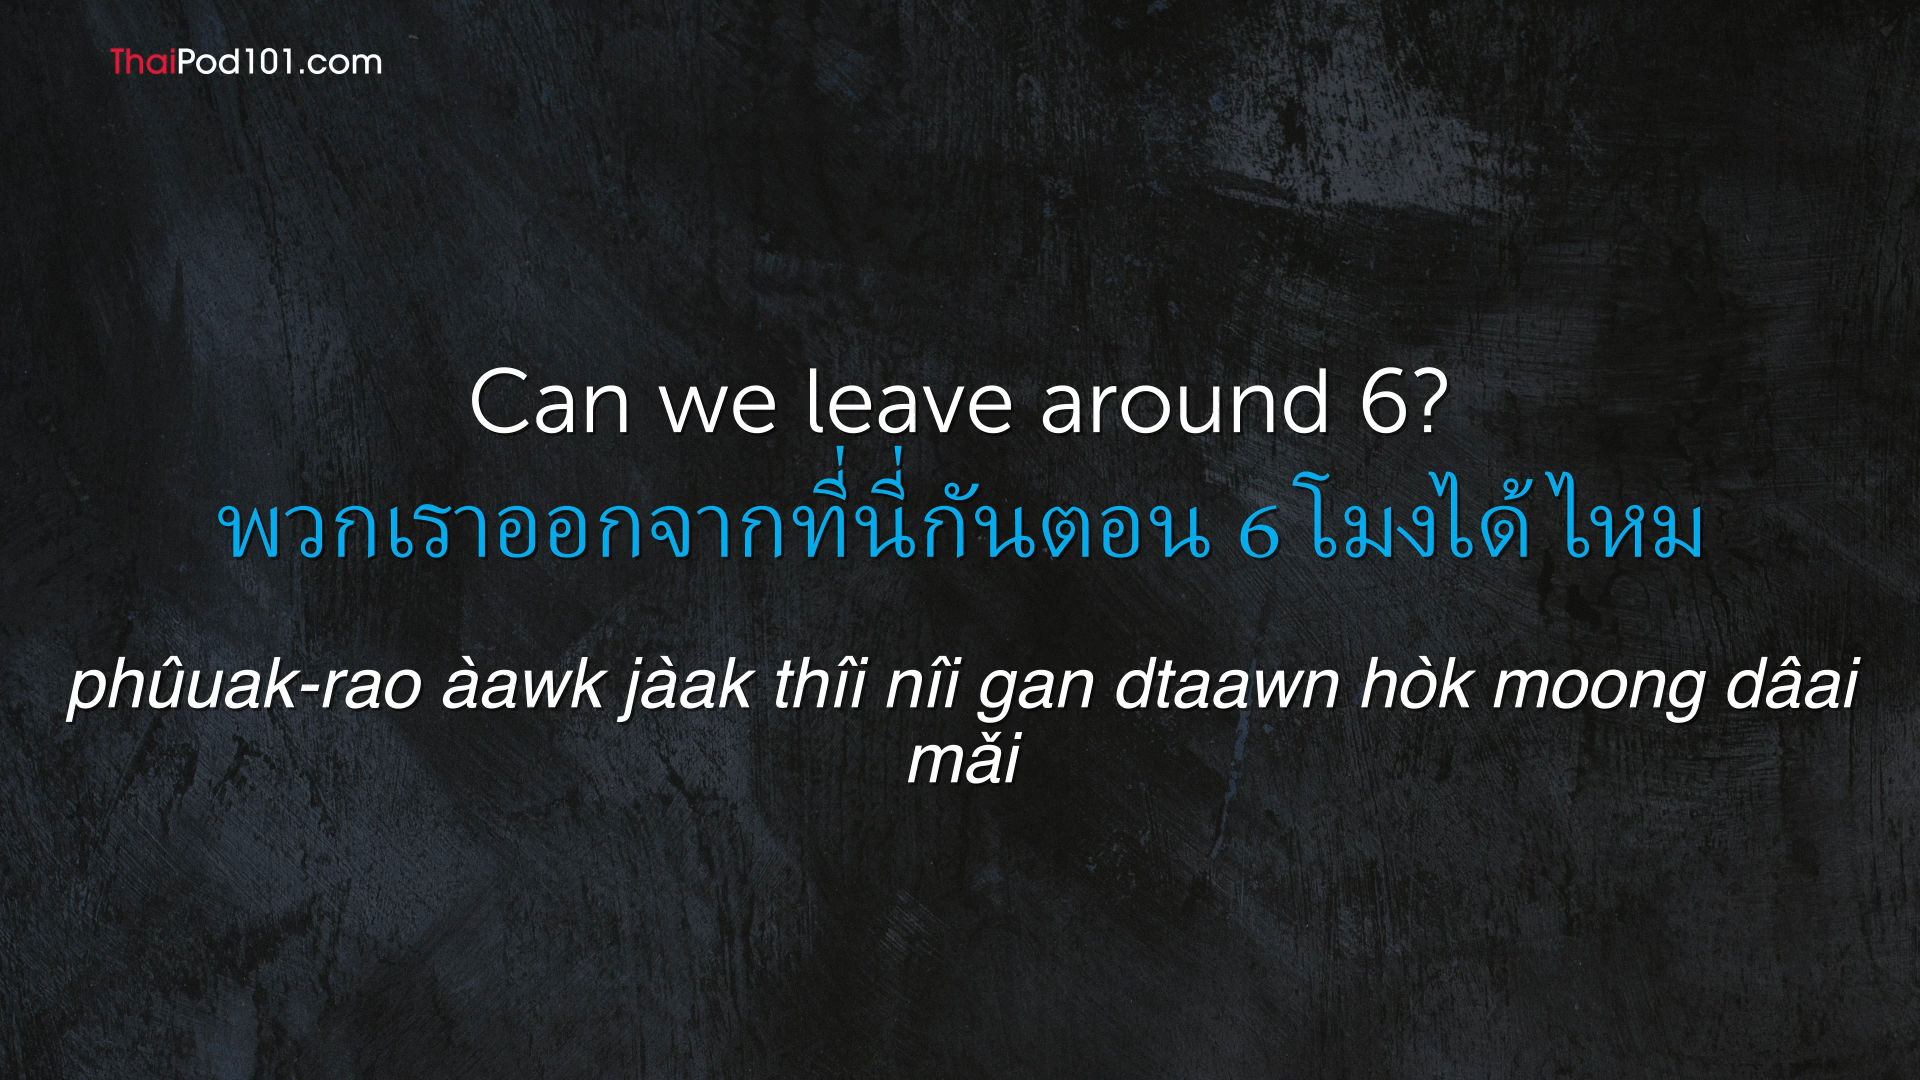 ThaiPod101.com
Can we leave around 6?
พวกเราออกจากที่นี่กันตอน 6 โมงได้ไหม
phûuak-rao àawk jàak thîi nîi gan dtaawn hòk moong dâai
mǎi